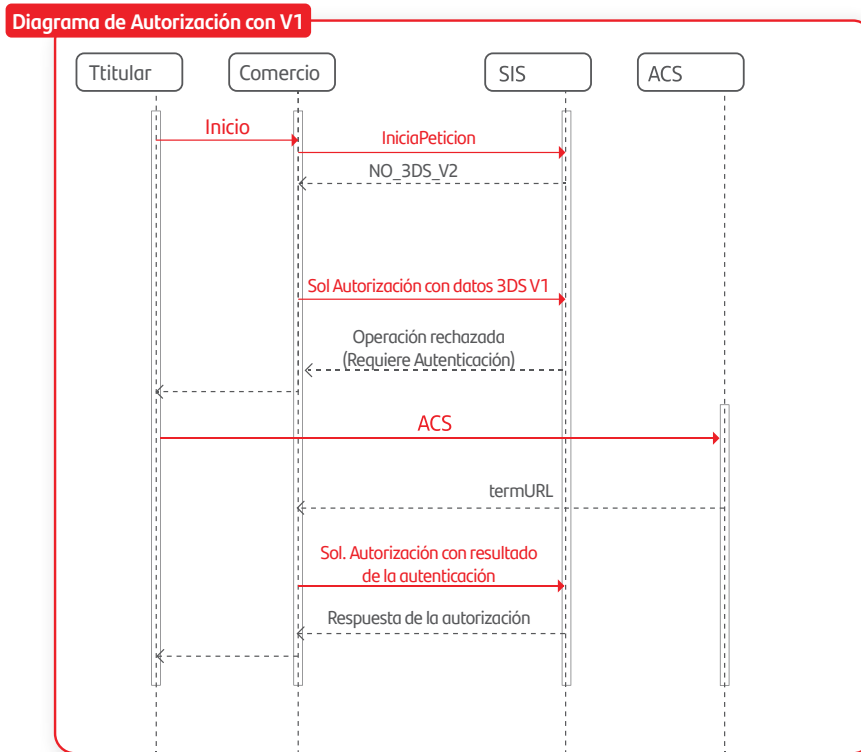 Diagrama de Autorización con V1
Ttitular
Comercio
SIS
ACS
Inicio
IniciaPeticion
NO_3DS_V2
Sol Autorización con datos 3DS V1
Operación rechazada
(Requiere Autenticación)
ACS
termURL
Sol. Autorización con resultado
de la autenticación
Respuesta de la autorización